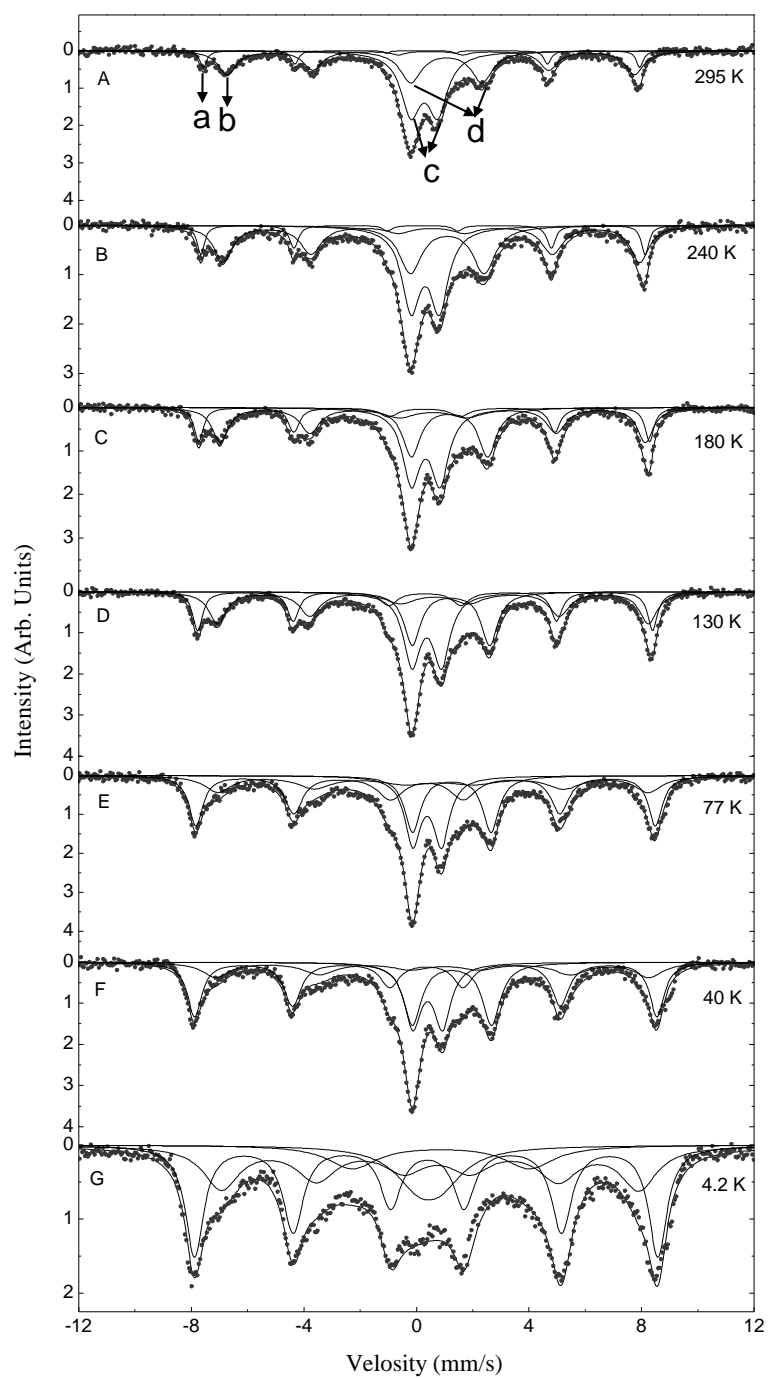 0
1
2
3
4
A
a
b
c
d
295 K
0
1
2
3
B
240 K
0
1
2
3
C
180 K
0
1
2
3
4
D
130 K
0
1
2
3
4
E
77 K
0
1
2
3
4
F
40 K
0
1
2
G
4.2 K
-12 -8 -4 0 4 8 12
Velosity (mm/s)
Intensity (Arb. Units)